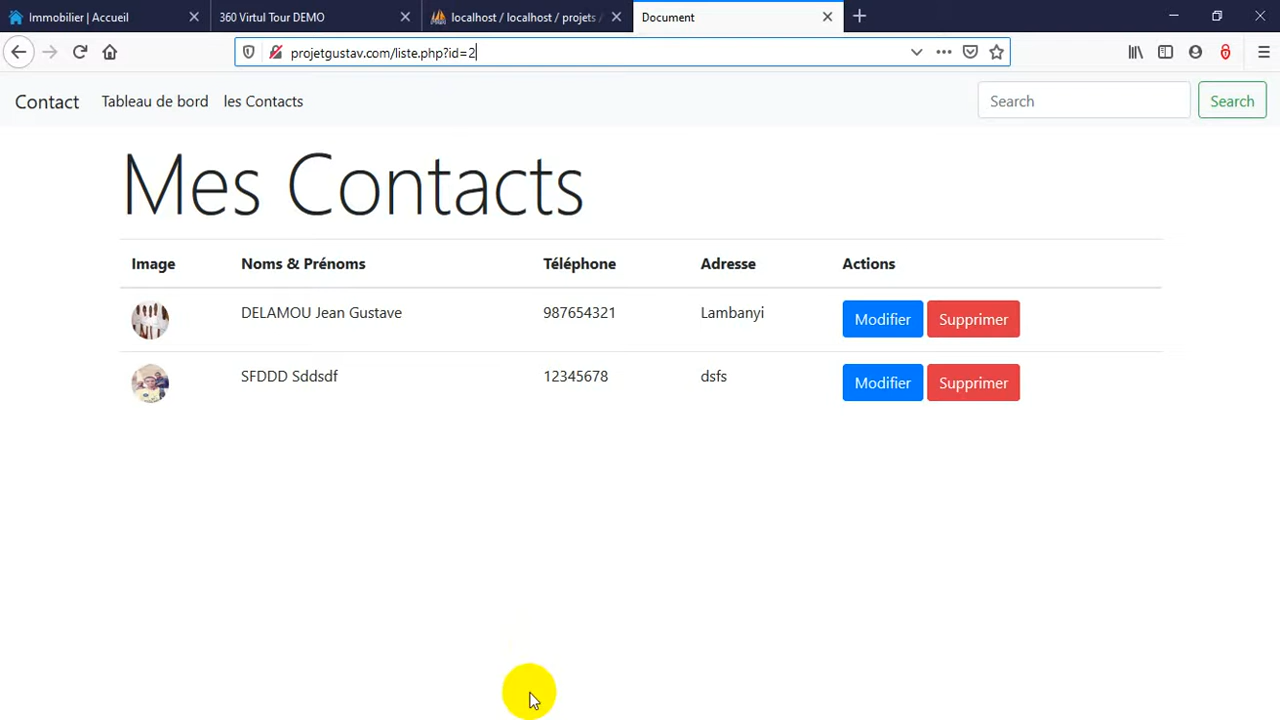 Immobilier | Accueil
360 Virtul Tour DEMO
localhost / localhost / projets
Document
projetgustav.com/liste.php?id=2
Contact Tableau de bord les Contacts Search Search
Mes Contacts
Image Noms & Prénoms Téléphone Adresse Actions
DELAMOU Jean Gustave 987654321 Lambanyi Modifier Supprimer
SFDDD Sddsdf 12345678 dsfs Modifier Supprimer